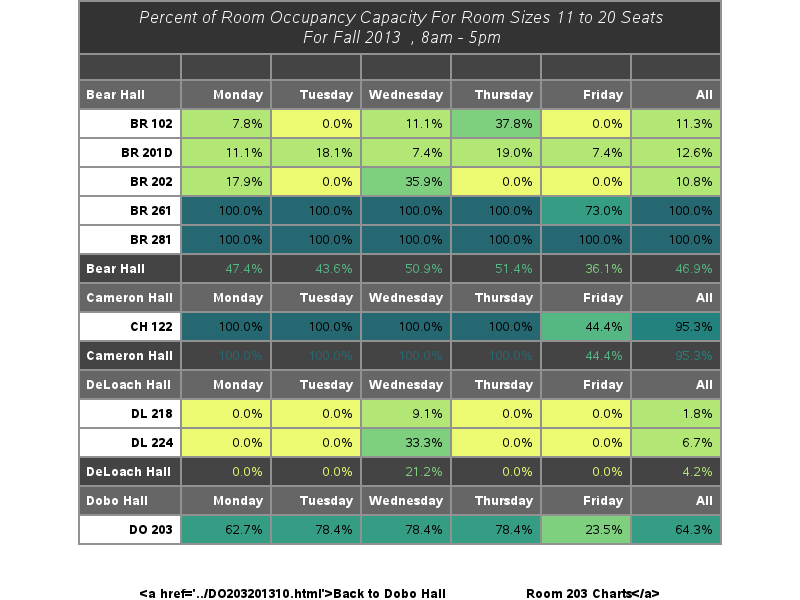 Percent of Room Occupancy Capacity For Room Sizes 11 to 20 Seats
For Fall 2013 , 8am - 5pm
Bear Hall Monday Tuesday Wednesday Thursday Friday All
BR 102 7.8% 0.0% 11.1% 37.8% 0.0% 11.3%
BR 201D 11.1% 18.1% 7.4% 19.0% 7.4% 12.6%
BR 202 17.9% 0.0% 35.9% 0.0% 0.0% 10.8%
BR 261 100.0% 100.0% 100.0% 100.0% 73.0% 100.0%
BR 281 100.0% 100.0% 100.0% 100.0% 100.0% 100.0%
Bear Hall 47.4% 43.6% 50.9% 51.4% 36.1% 46.9%
Cameron Hall Monday Tuesday Wednesday Thursday Friday All
CH 122 100.0% 100.0% 100.0% 100.0% 44.4% 95.3%
Cameron Hall 100.0% 100.0% 100.0% 100.0% 44.4% 95.3%
DeLoach Hall Monday Tuesday Wednesday Thursday Friday All
DL 218 0.0% 0.0% 9.1% 0.0% 0.0% 1.8%
DL 224 0.0% 0.0% 33.3% 0.0% 0.0% 6.7%
DeLoach Hall 0.0% 0.0% 21.2% 0.0% 0.0% 4.2%
Dobo Hall Monday Tuesday Wednesday Thursday Friday All
DO 203 62.7% 78.4% 78.4% 78.4% 23.5% 64.3%
<a href='../DO203201310.html'>Back to Dobo Hall Room 203 Charts</a>